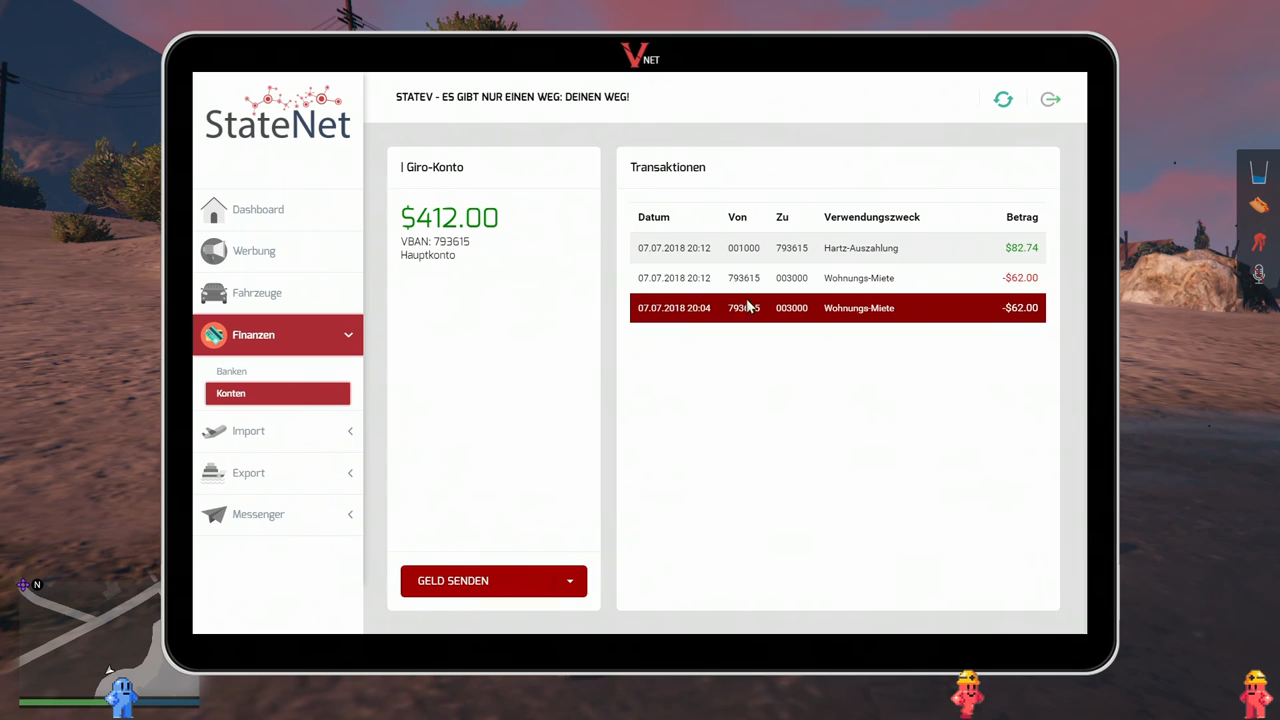 V NET
StateNet
STATEV - ES GIBT NUR EINEN WEG: DEINEN WEG!
Dashboard
Werbung
Fahrzeuge
Finanzen
Banken
Konten
Import
Export
Messenger
| Giro-Konto
$412.00
VBAN: 793615
Hauptkonto
GELD SENDEN
Transaktionen
Datum Von Zu Verwendungszweck Betrag
07.07.2018 20:12 001000 793615 Hartz-Auszahlung $82.74
07.07.2018 20:12 793615 003000 Wohnungs-Miete -$62.00
07.07.2018 20:04 793615 003000 Wohnungs-Miete -$62.00
N